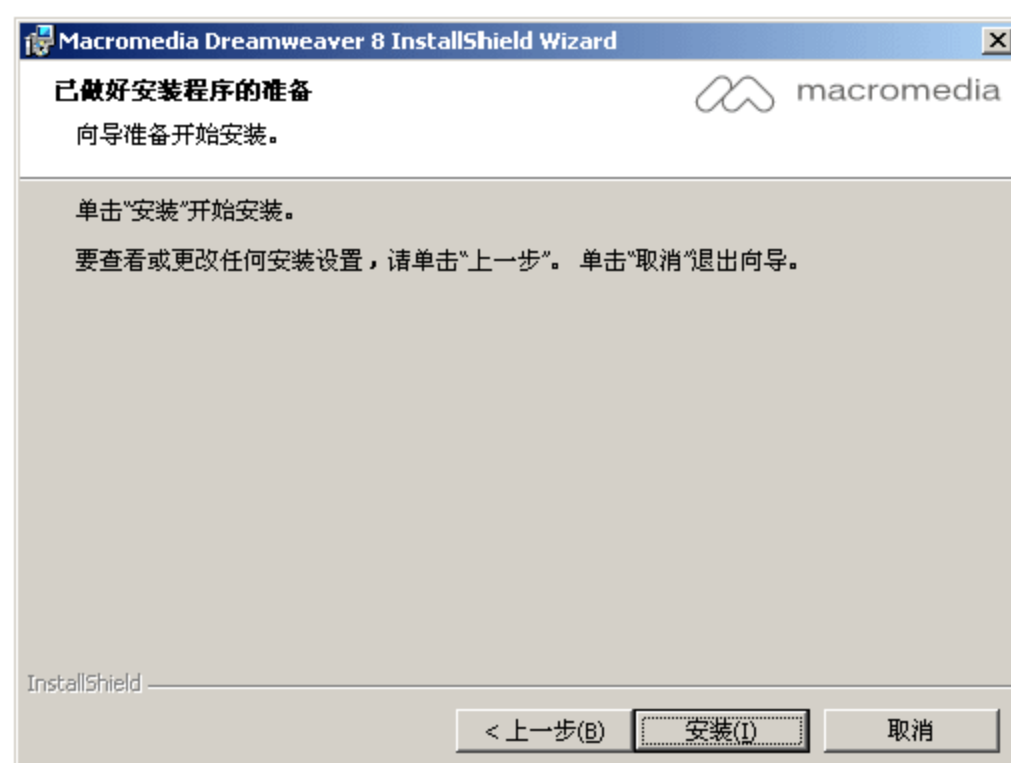 Macromedia Dreamweaver 8 InstallShield Wizard
已做好安装程序的准备
macromedia
向导准备开始安装。
单击“安装”开始安装。
要查看或更改任何安装设置，请单击“上一步”。 单击“取消”退出向导。
InstallShield
< 上一步(B)
安装(I)
取消